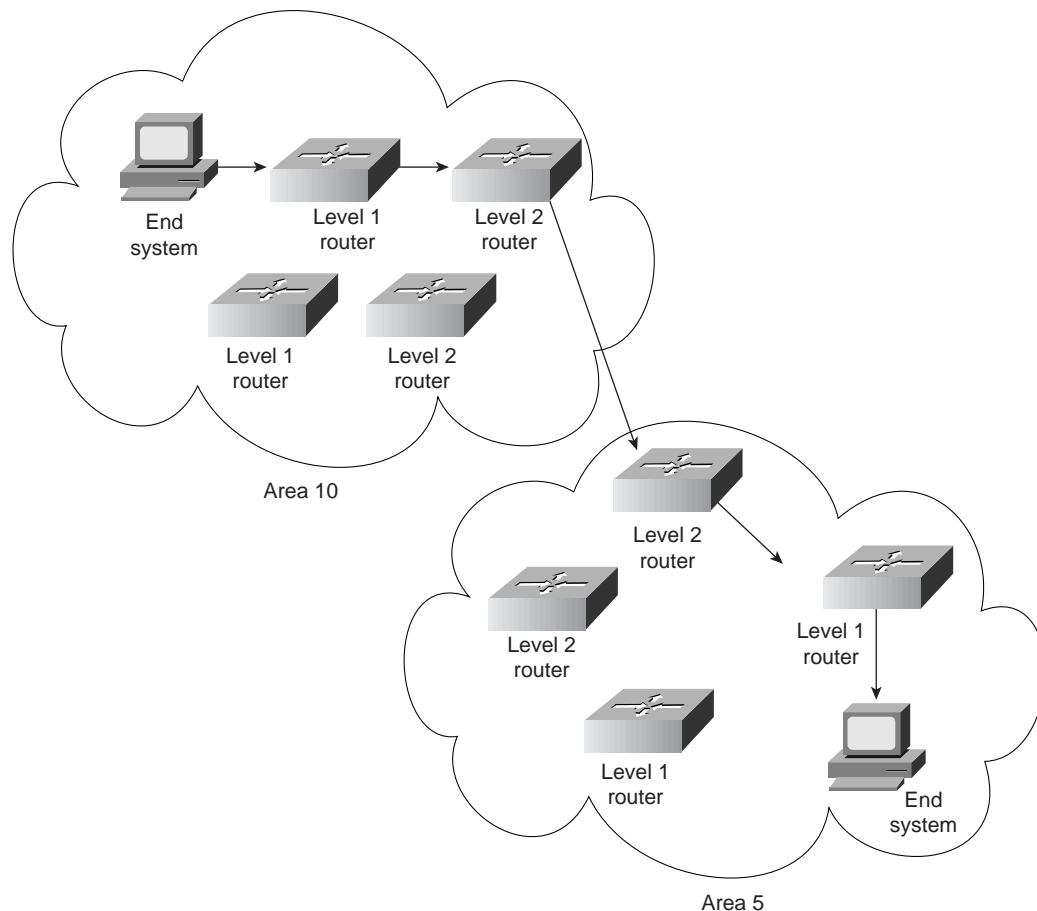 End
system
Level 1
router
Level 2
router
Level 1
router
Level 2
router
Area 10
Level 2
router
Level 2
router
Level 1
router
Level 1
router
End
system
Area 5